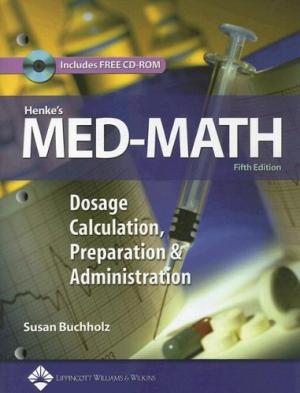 Includes FREE CD-ROM
Henke's
MED-MATH
Fifth Edition
Dosage
Calculation,
Preparation &
Administration
Susan Buchholz
LIPPINCOTT WILLIAMS & WILKINS